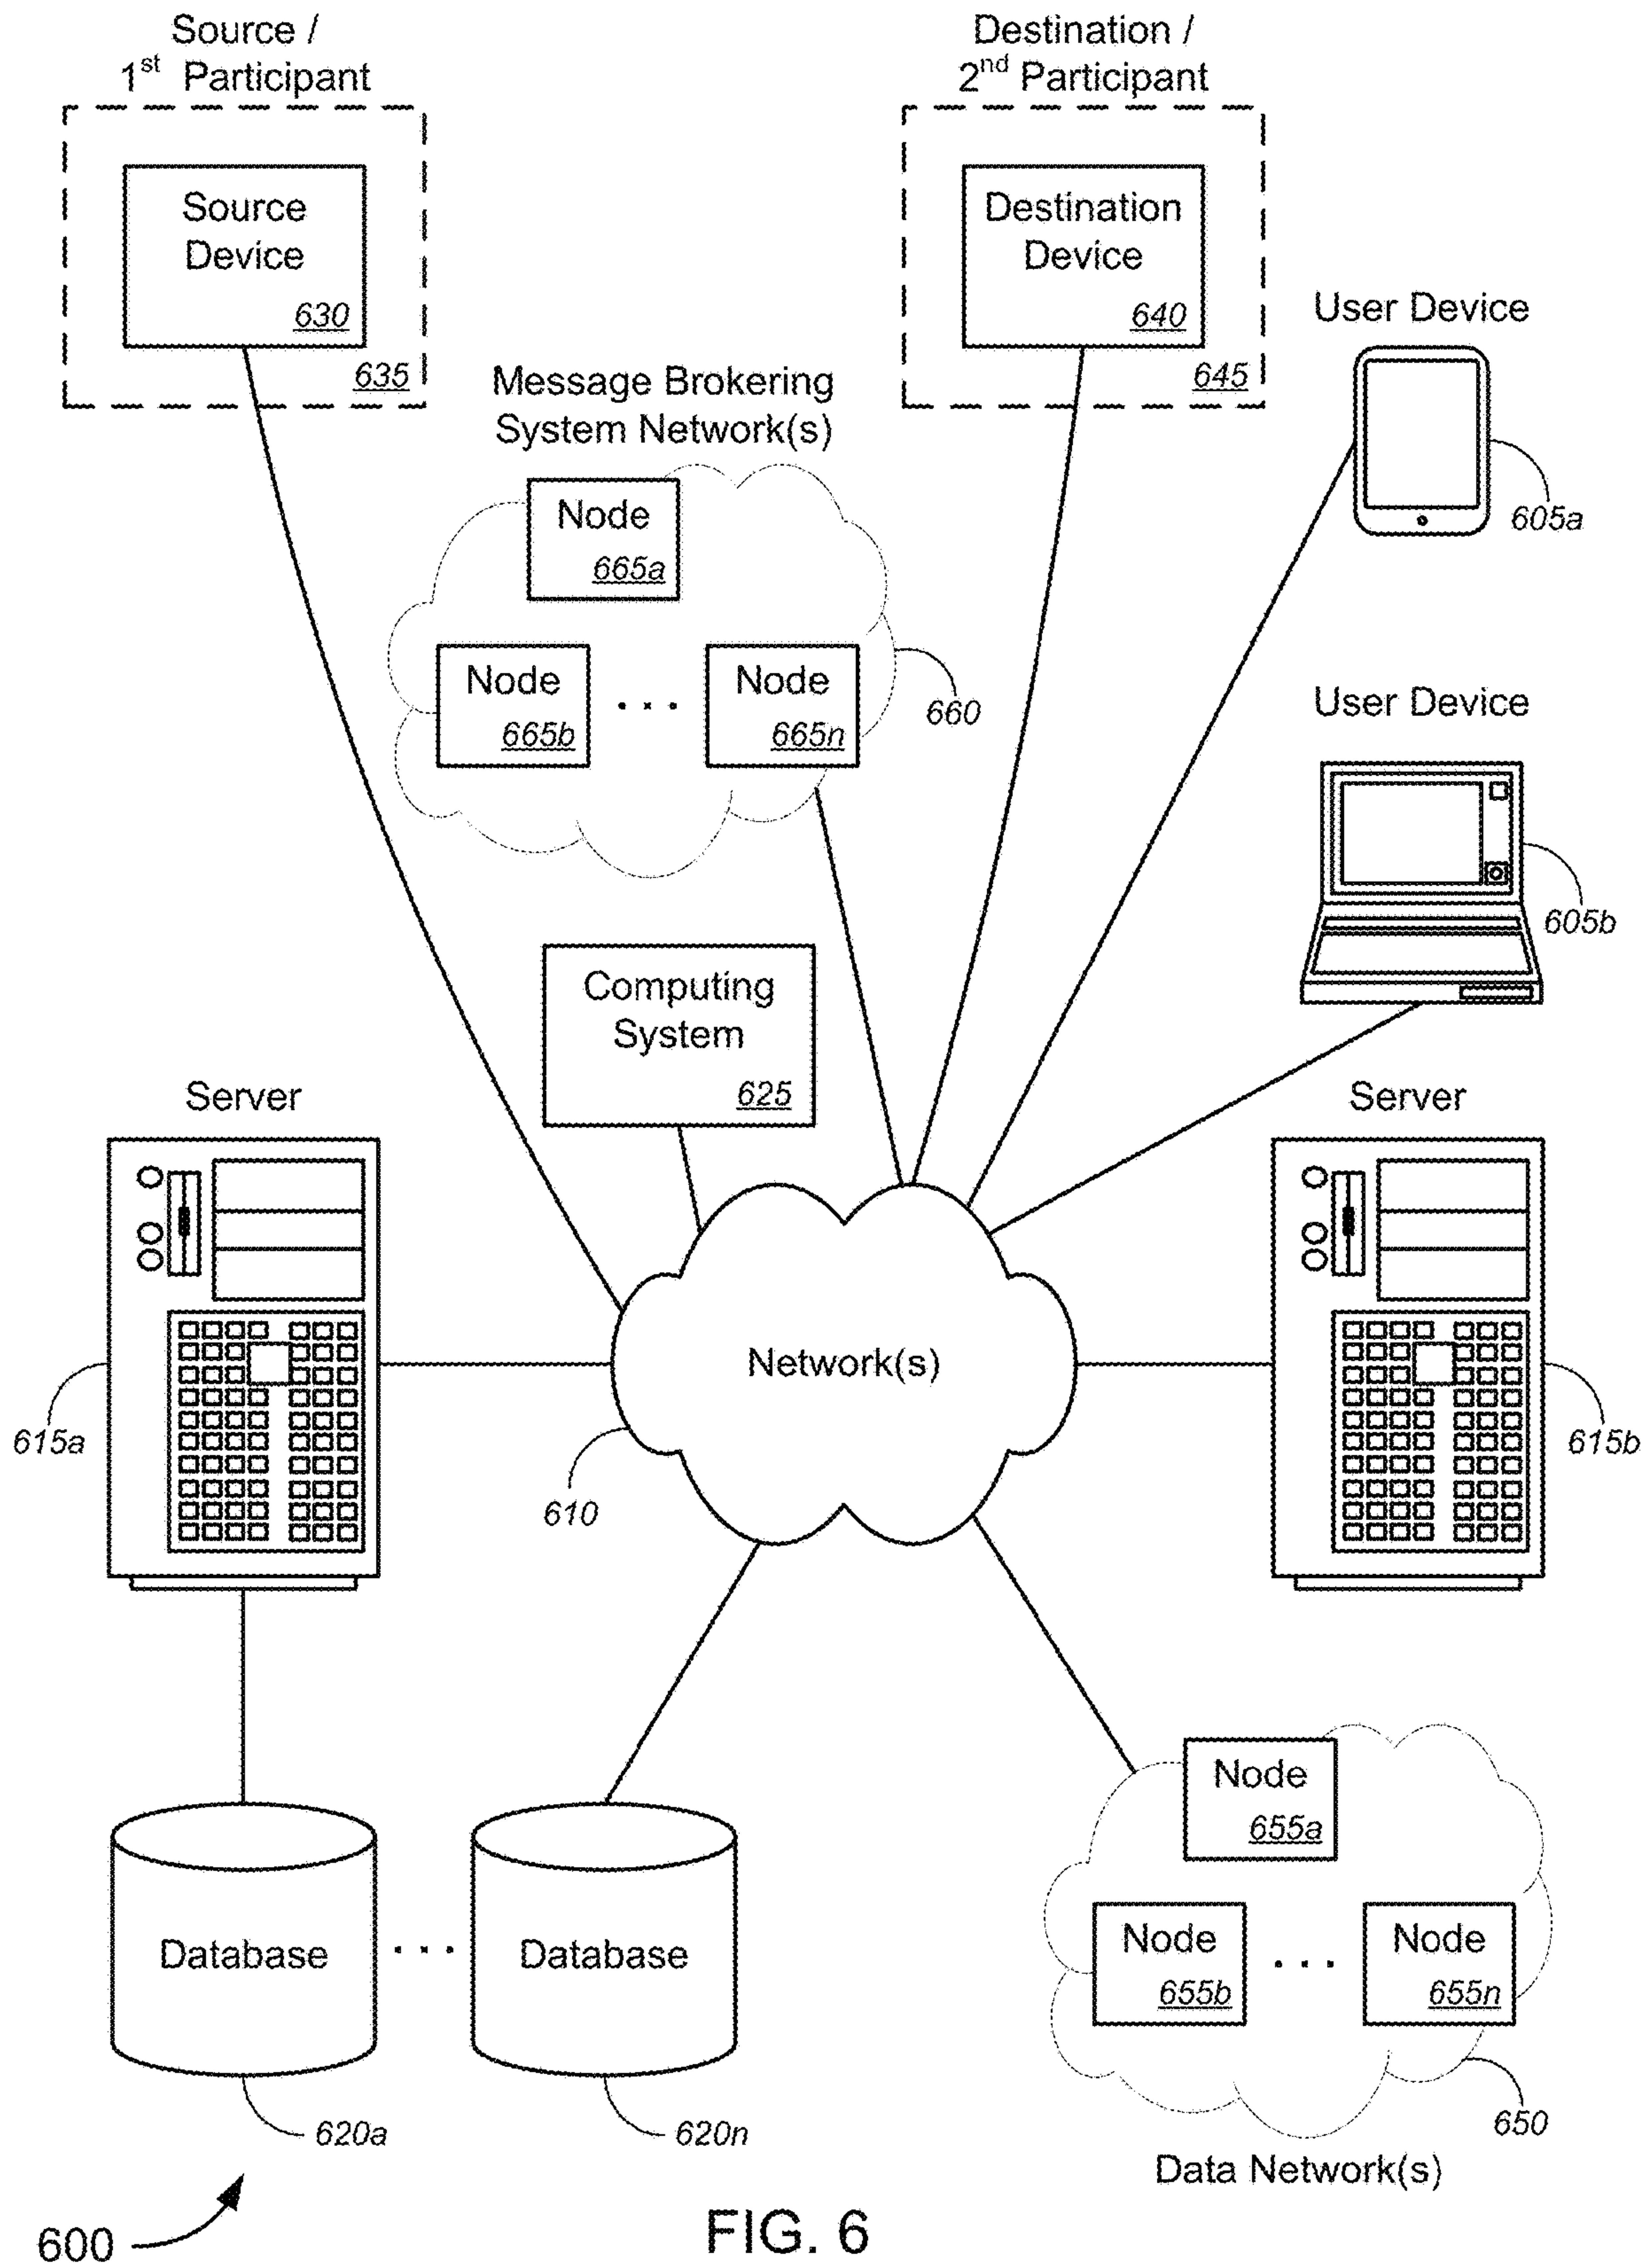 Source /
1st Participant
Source
Device
630
635
Destination /
2nd Participant
Destination
Device
640
645
User Device
605a
Message Brokering
System Network(s)
Node
665a
Node
665b
. . .
Node
665n
660
User Device
605b
Computing
System
625
Server
615a
Server
615b
Network(s)
610
Database
620a
. . .
Database
620n
Node
655a
Node
655b
. . .
Node
655n
650
Data Network(s)
600
FIG. 6